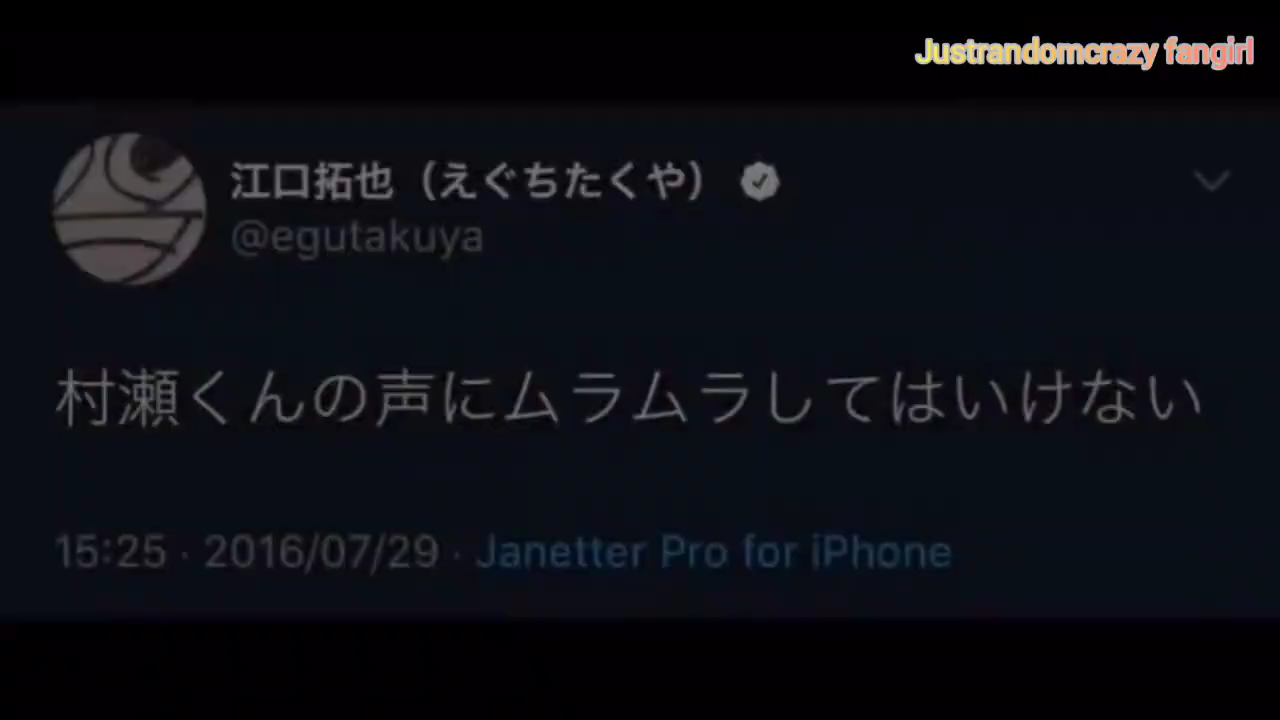 Justrandomcrazy fangirl
江口拓也（えぐちたくや）
@egutakuya
村瀬くんの声にムラムラしてはいけない
15:25 · 2016/07/29 · Janetter Pro for iPhone